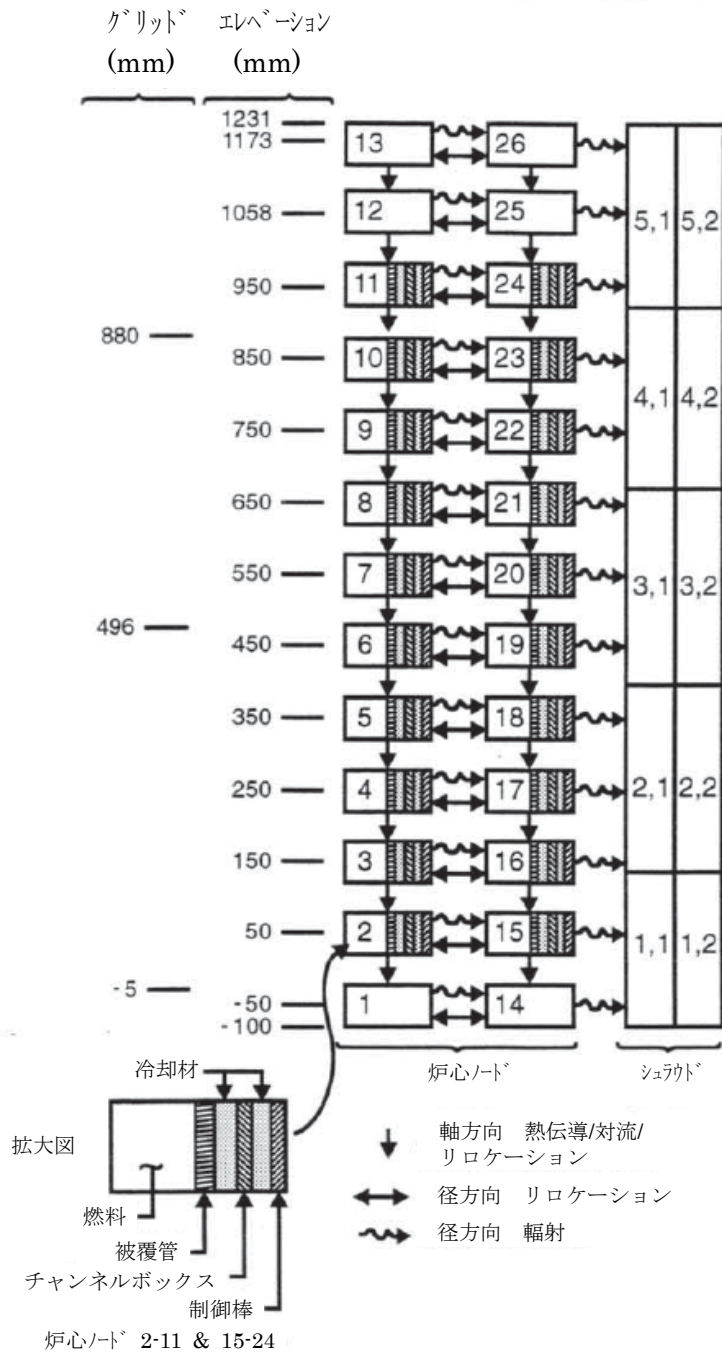 グリッド エレベーション
(mm) (mm)
1231
1173
13 26
1058
12 25
5,1 5,2
950
11 24
880
850
10 23
4,1 4,2
750
9 22
650
8 21
550
7 20
3,1 3,2
496
450
6 19
350
5 18
250
4 17
2,1 2,2
150
3 16
50
2 15
1,1 1,2
-5
-50
1 14
-100
炉心ノード シュラウド
冷却材
拡大図
燃料
被覆管
チャンネルボックス
制御棒
炉心ノード 2-11 & 15-24
軸方向 熱伝導/対流/
リロケーション
径方向 リロケーション
径方向 輻射